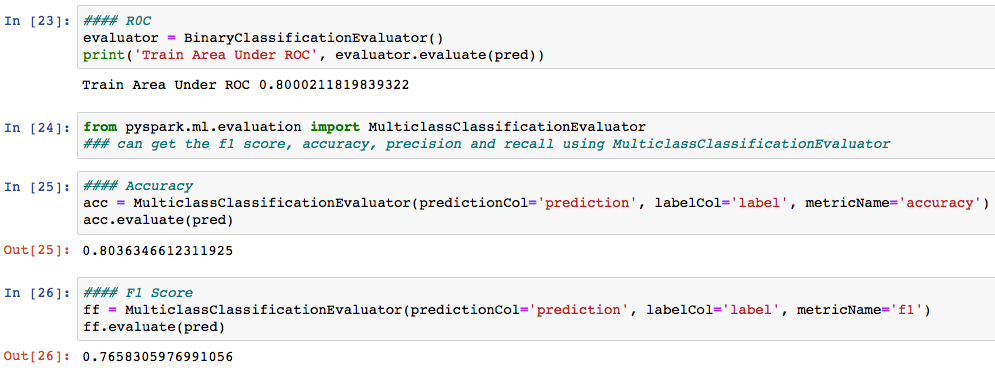 In [23]: #### ROC
evaluator = BinaryClassificationEvaluator()
print('Train Area Under ROC', evaluator.evaluate(pred))
Train Area Under ROC 0.8000211819839322
In [24]: from pyspark.ml.evaluation import MulticlassClassificationEvaluator
### can get the f1 score, accuracy, precision and recall using MulticlassClassificationEvaluator
In [25]: #### Accuracy
acc = MulticlassClassificationEvaluator(predictionCol='prediction', labelCol='label', metricName='accuracy')
acc.evaluate(pred)
Out[25]: 0.8036346612311925
In [26]: #### F1 Score
ff = MulticlassClassificationEvaluator(predictionCol='prediction', labelCol='label', metricName='f1')
ff.evaluate(pred)
Out[26]: 0.7658305976991056